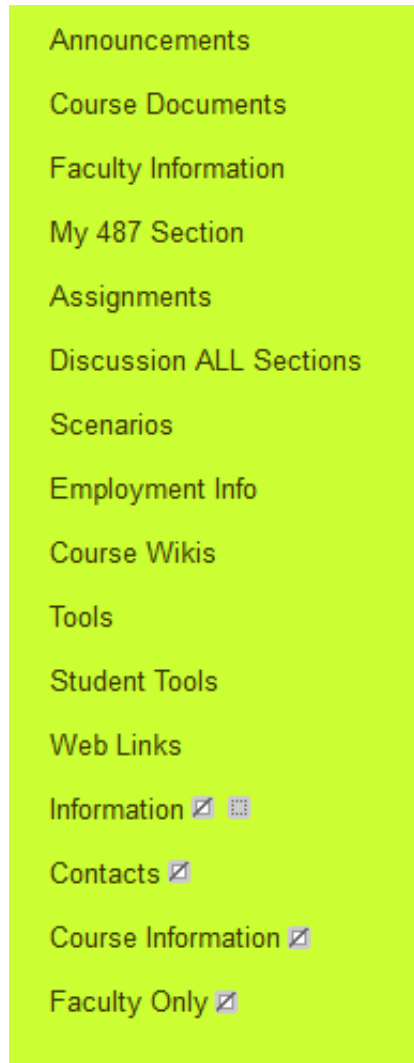 Announcements
Course Documents
Faculty Information
My 487 Section
Assignments
Discussion ALL Sections
Scenarios
Employment Info
Course Wikis
Tools
Student Tools
Web Links
Information
Contacts
Course Information
Faculty Only